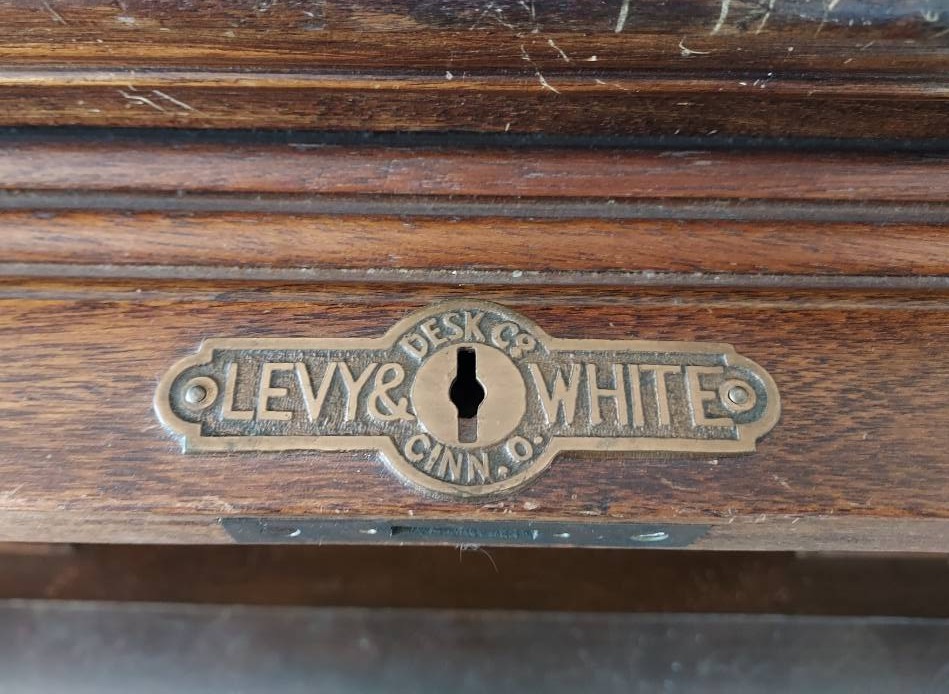 DESK Co.
LEVY & WHITE
CINN. O.